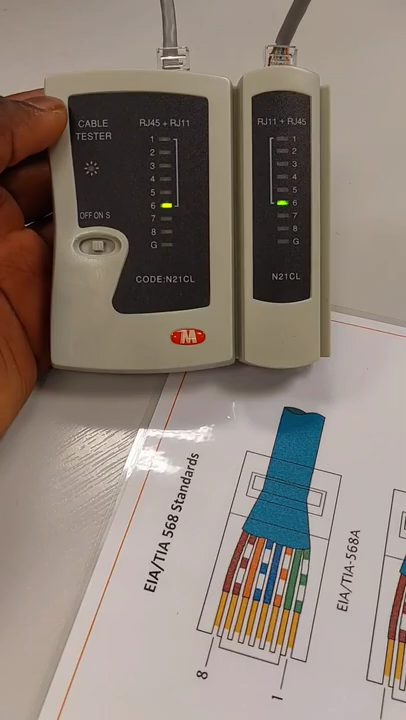 CABLE
TESTER
RJ45 + RJ11
1
2
3
4
5
6
7
8
G
OFF ON S
CODE:N21CL
M
RJ11 + RJ45
1
2
3
4
5
6
7
8
G
N21CL
EIA/TIA 568 Standards
EIA/TIA-568A
8
1